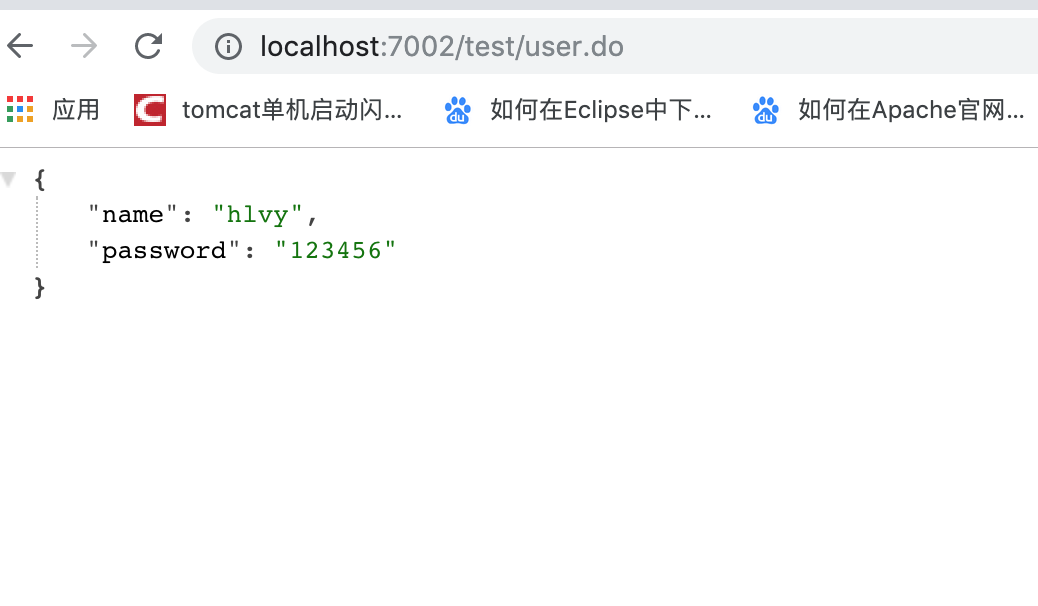 localhost:7002/test/user.do
应用 tomcat单机启动闪... 如何在Eclipse中下... 如何在Apache官网...
{
"name": "hlvy",
"password": "123456"
}